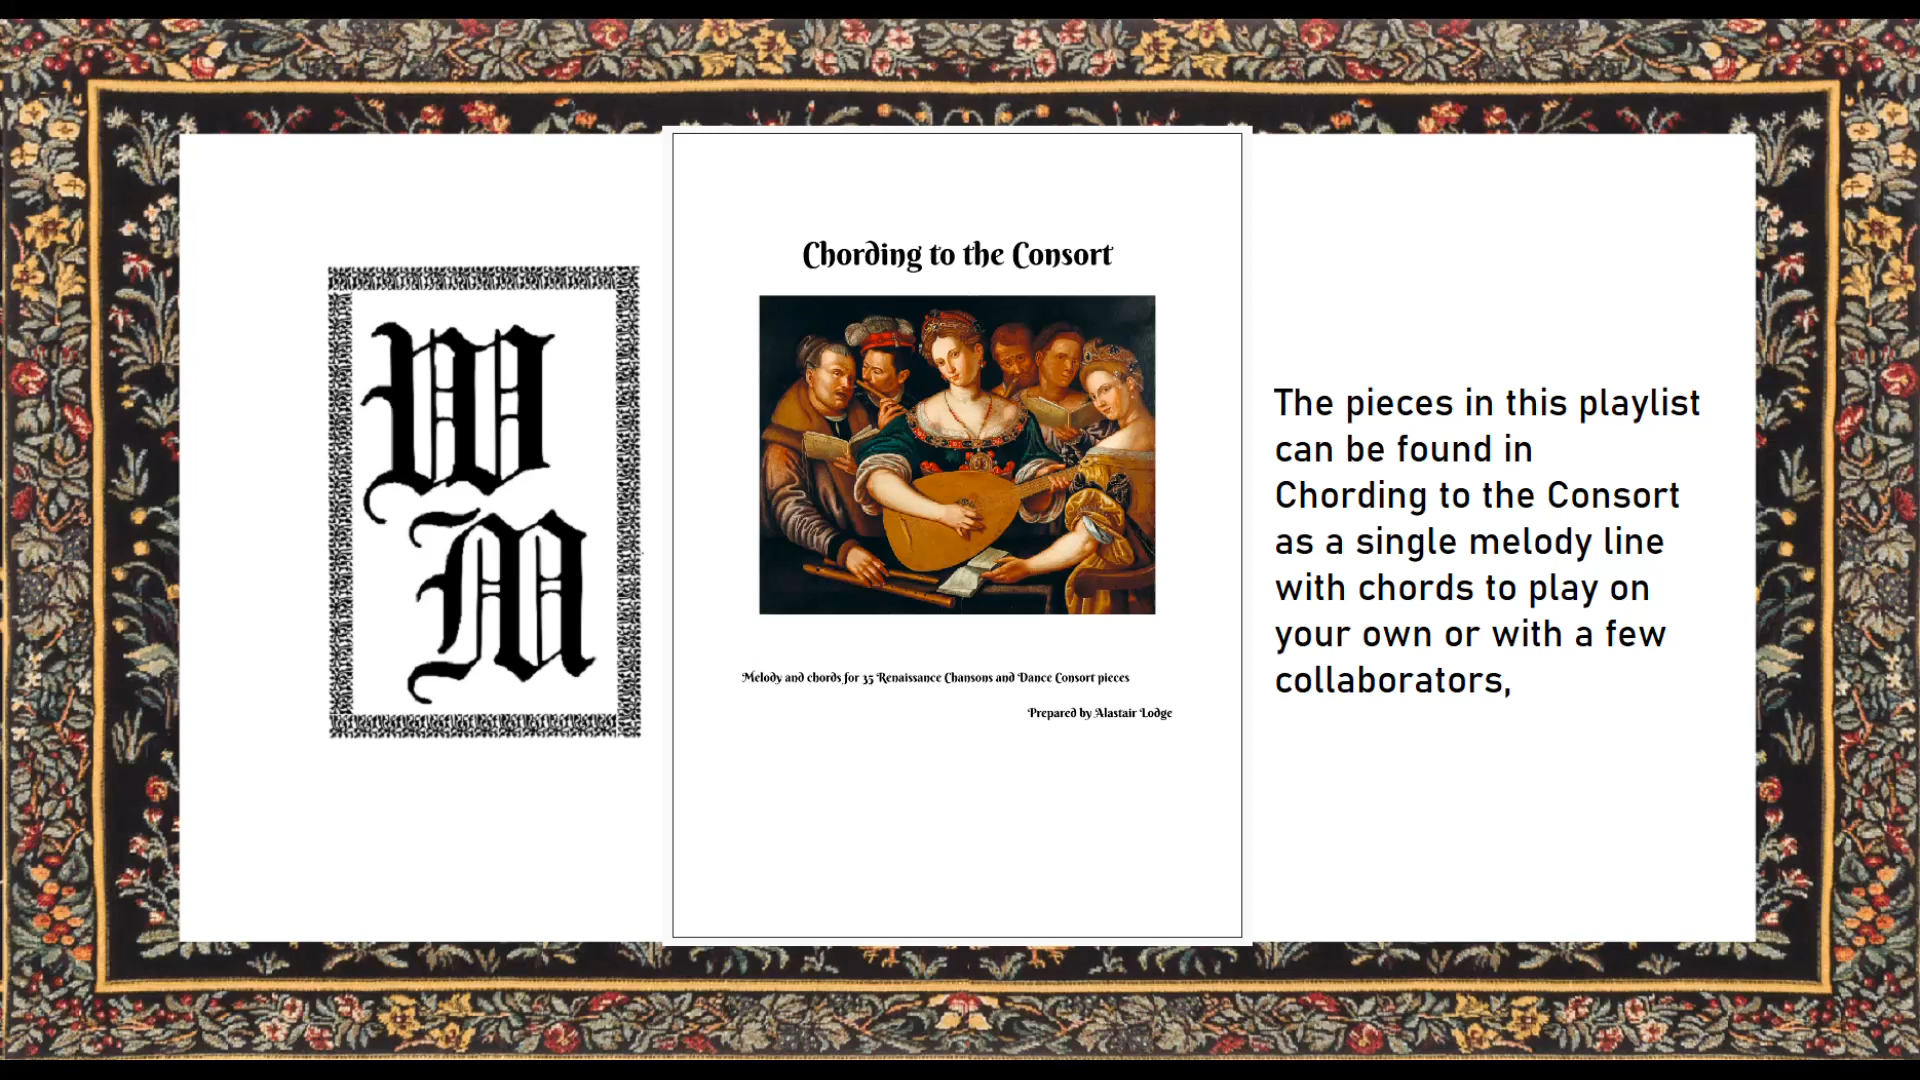 W
M
Chording to the Consort
Melody and chords for 35 Renaissance Chansons and Dance Consort pieces
Prepared by Alastair Lodge
The pieces in this playlist
can be found in
Chording to the Consort
as a single melody line
with chords to play on
your own or with a few
collaborators,